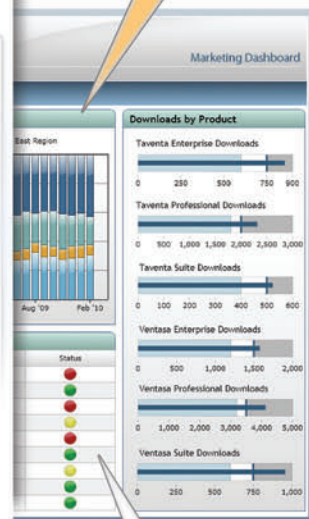 Marketing Dashboard
East Region
Aug '09 Feb '10
Status
Downloads by Product
Taventa Enterprise Downloads
0 250 500 750 900
Taventa Professional Downloads
0 500 1,000 1,500 2,000 2,500 3,000
Taventa Suite Downloads
0 100 200 300 400 500 600
Ventasa Enterprise Downloads
0 500 1,000 1,500 2,000
Ventasa Professional Downloads
0 1,000 2,000 3,000 4,000 5,000
Ventasa Suite Downloads
0 250 500 750 1,000